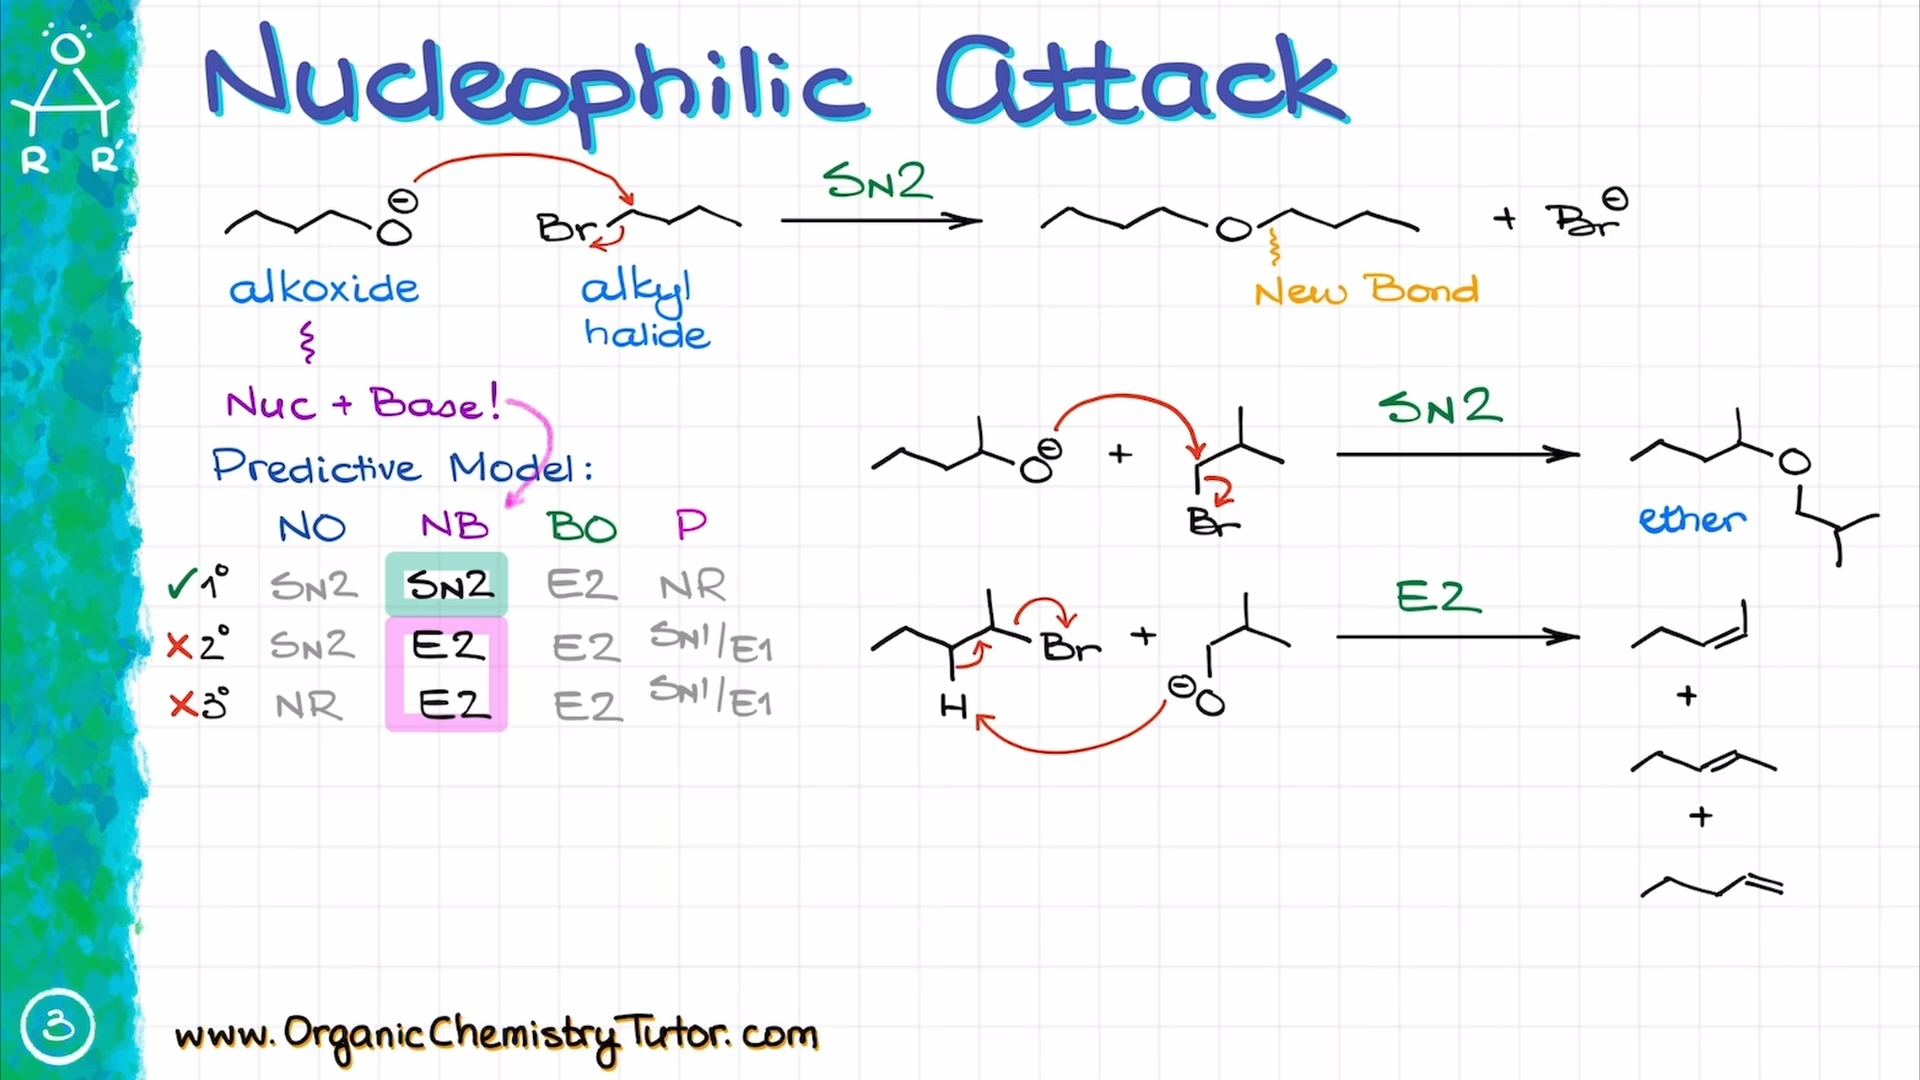 Nucleophilic Attack
R R'
O⊖ Br SN2 O + Br⊖
alkoxide alkyl halide New Bond
Nuc + Base!
Predictive Model:
NO NB BO P
✓1° SN2 SN2 E2 NR
×2° SN2 E2 E2 SN1/E1
×3° NR E2 E2 SN1/E1
O⊖ + Br SN2 O
ether
H Br + ⊖O E2
+
+
3
www.OrganicChemistryTutor.com